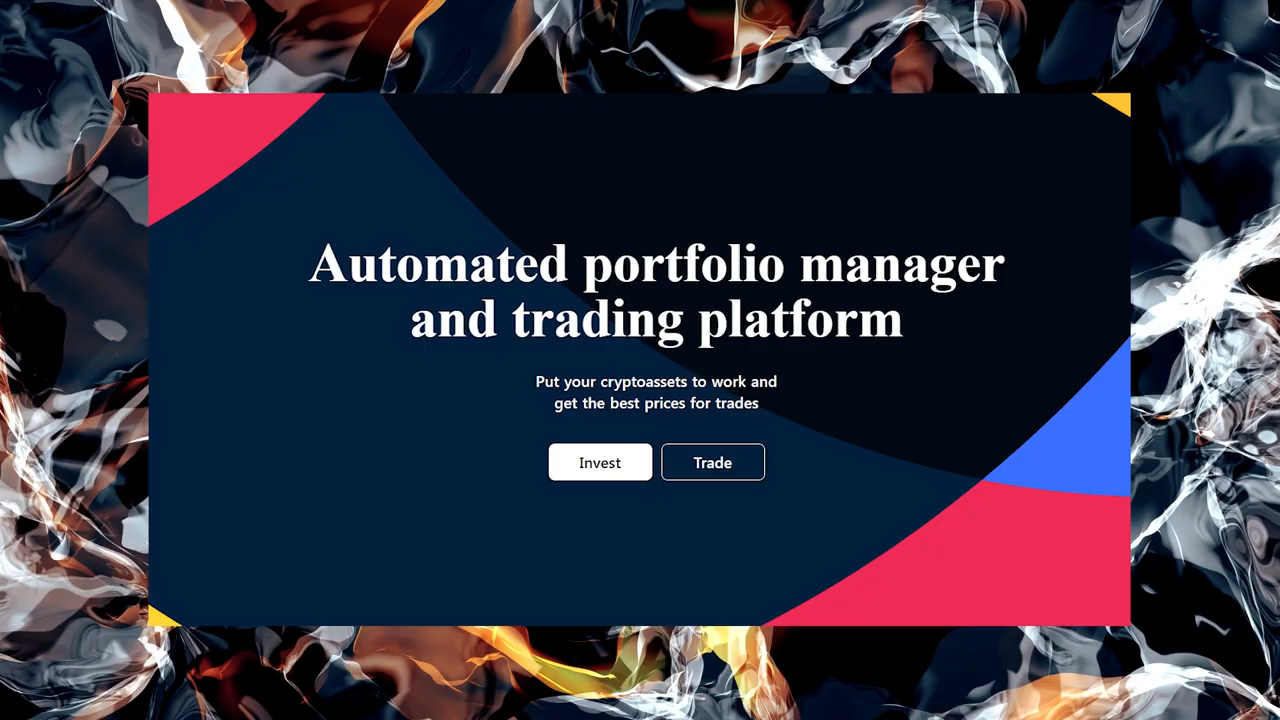 Automated portfolio manager
and trading platform
Put your cryptoassets to work and
get the best prices for trades
Invest
Trade